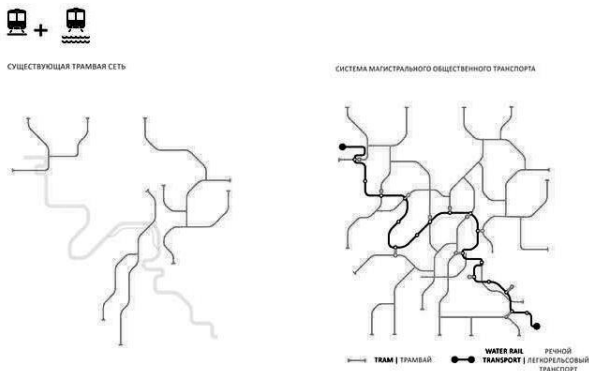 +
СУЩЕСТВУЮЩАЯ ТРАМВАЯ СЕТЬ
СИСТЕМА МАГИСТРАЛЬНОГО ОБЩЕСТВЕННОГО ТРАНСПОРТА
TRAM | ТРАМВАЙ
WATER RAIL TRANSPORT | РЕЧНОЙ ЛЕГКОРЕЛЬСОВЫЙ ТРАНСПОРТ